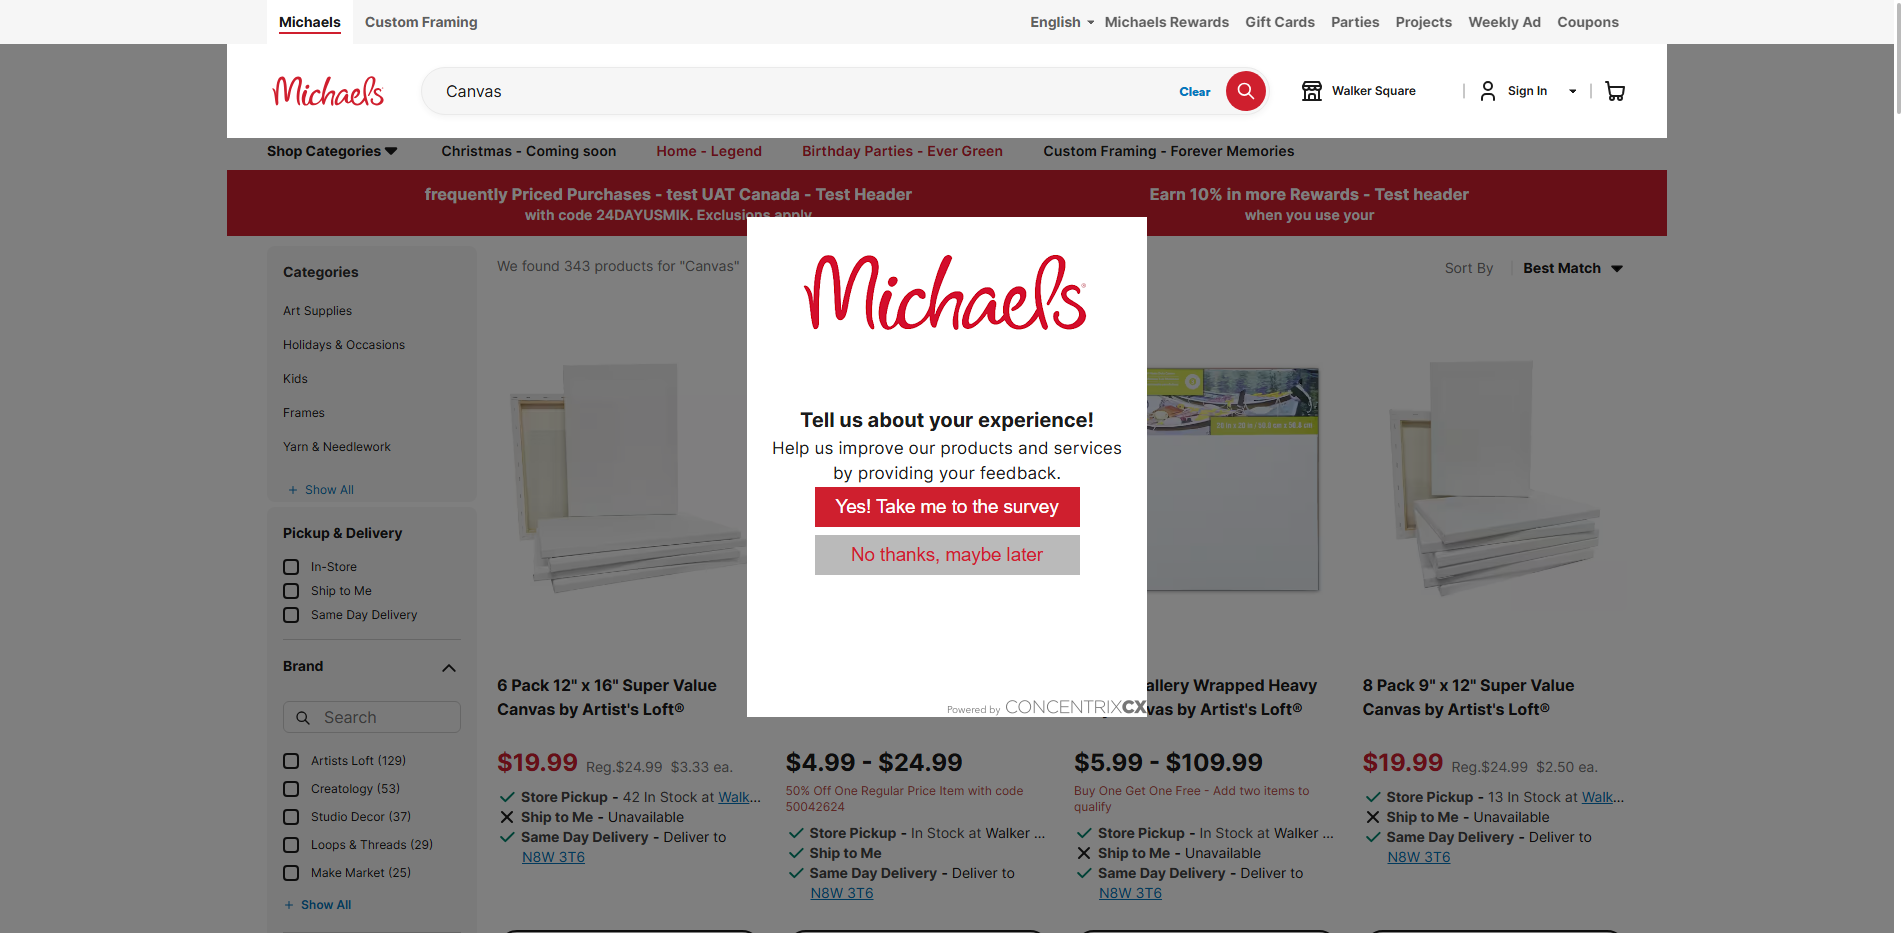 Michaels
Custom Framing
English
Michaels Rewards
Gift Cards
Parties
Projects
Weekly Ad
Coupons
Michaels
Canvas
Clear
Walker Square
Sign In
Shop Categories
Christmas - Coming soon
Home - Legend
Birthday Parties - Ever Green
Custom Framing - Forever Memories
frequently Priced Purchases - test UAT Canada - Test Header
with code 24DAYUSMIK. Exclusions apply
Earn 10% in more Rewards - Test header
when you use your
Categories
Art Supplies
Holidays & Occasions
Kids
Frames
Yarn & Needlework
+ Show All
Pickup & Delivery
In-Store
Ship to Me
Same Day Delivery
Brand
Search
Artists Loft (129)
Creatology (53)
Studio Decor (37)
Loops & Threads (29)
Make Market (25)
+ Show All
We found 343 products for "Canvas"
Sort By
Best Match
Michaels
Tell us about your experience!
Help us improve our products and services
by providing your feedback.
Yes! Take me to the survey
No thanks, maybe later
Powered by CONCENTRIXCX
6 Pack 12" x 16" Super Value
Canvas by Artist's Loft®
$19.99 Reg.$24.99 $3.33 ea.
Store Pickup - 42 In Stock at Walk...
Ship to Me - Unavailable
Same Day Delivery - Deliver to
N8W 3T6
$4.99 - $24.99
50% Off One Regular Price Item with code
50042624
Store Pickup - In Stock at Walker ...
Ship to Me
Same Day Delivery - Deliver to
N8W 3T6
allery Wrapped Heavy
vas by Artist's Loft®
$5.99 - $109.99
Buy One Get One Free - Add two items to
qualify
Store Pickup - In Stock at Walker ...
Ship to Me - Unavailable
Same Day Delivery - Deliver to
N8W 3T6
8 Pack 9" x 12" Super Value
Canvas by Artist's Loft®
$19.99 Reg.$24.99 $2.50 ea.
Store Pickup - 13 In Stock at Walk...
Ship to Me - Unavailable
Same Day Delivery - Deliver to
N8W 3T6